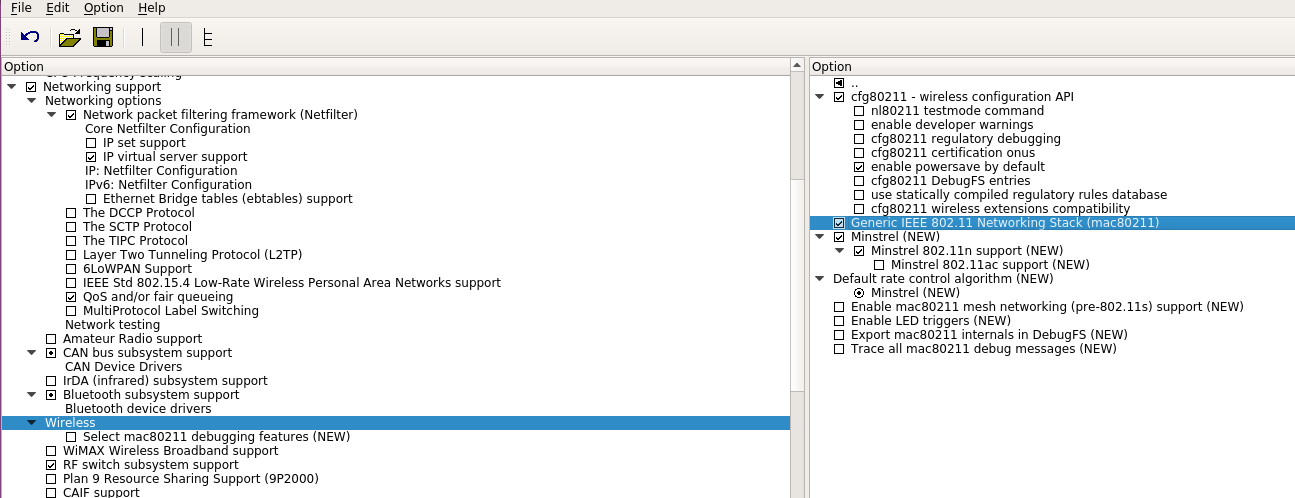 File Edit Option Help
Option
Networking support
Networking options
Network packet filtering framework (Netfilter)
Core Netfilter Configuration
IP set support
IP virtual server support
IP: Netfilter Configuration
IPv6: Netfilter Configuration
Ethernet Bridge tables (ebtables) support
The DCCP Protocol
The SCTP Protocol
The TIPC Protocol
Layer Two Tunneling Protocol (L2TP)
6LoWPAN Support
IEEE Std 802.15.4 Low-Rate Wireless Personal Area Networks support
QoS and/or fair queueing
MultiProtocol Label Switching
Network testing
Amateur Radio support
CAN bus subsystem support
CAN Device Drivers
IrDA (infrared) subsystem support
Bluetooth subsystem support
Bluetooth device drivers
Wireless
Select mac80211 debugging features (NEW)
WiMAX Wireless Broadband support
RF switch subsystem support
Plan 9 Resource Sharing Support (9P2000)
CAIF support
Option
..
cfg80211 - wireless configuration API
nl80211 testmode command
enable developer warnings
cfg80211 regulatory debugging
cfg80211 certification onus
enable powersave by default
cfg80211 DebugFS entries
use statically compiled regulatory rules database
cfg80211 wireless extensions compatibility
Generic IEEE 802.11 Networking Stack (mac80211)
Minstrel (NEW)
Minstrel 802.11n support (NEW)
Minstrel 802.11ac support (NEW)
Default rate control algorithm (NEW)
Minstrel (NEW)
Enable mac80211 mesh networking (pre-802.11s) support (NEW)
Enable LED triggers (NEW)
Export mac80211 internals in DebugFS (NEW)
Trace all mac80211 debug messages (NEW)